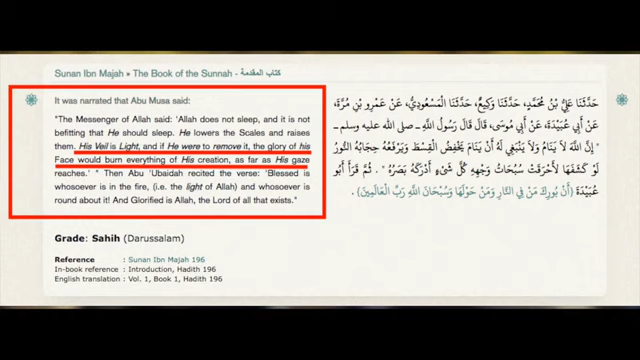 Sunan Ibn Majah » The Book of the Sunnah - كتاب المقدمة
It was narrated that Abu Musa said:
"The Messenger of Allah said: 'Allah does not sleep, and it is not
befitting that He should sleep. He lowers the Scales and raises
them. His Veil is Light, and if He were to remove it, the glory of his
Face would burn everything of His creation, as far as His gaze
reaches.' " Then Abu 'Ubaidah recited the verse: 'Blessed is
whosoever is in the fire, (i.e. the light of Allah) and whosoever is
round about it! And Glorified is Allah, the Lord of all that exists."
حَدَّثَنَا عَلِيُّ بْنُ مُحَمَّدٍ، حَدَّثَنَا وَكِيعٌ، حَدَّثَنَا الْمَسْعُودِيُّ، عَنْ عَمْرِو بْنِ مُرَّةَ،
عَنْ أَبِي عُبَيْدَةَ، عَنْ أَبِي مُوسَى، قَالَ قَالَ رَسُولُ اللَّهِ ـ صلى الله عليه وسلم ـ
" إِنَّ اللَّهَ لاَ يَنَامُ وَلاَ يَنْبَغِي لَهُ أَنْ يَنَامَ يَخْفِضُ الْقِسْطَ وَيَرْفَعُهُ حِجَابُهُ النُّورُ
لَوْ كَشَفَهَا لأَحْرَقَتْ سُبُحَاتُ وَجْهِهِ كُلَّ شَىْءٍ أَدْرَكَهُ بَصَرُهُ " . ثُمَّ قَرَأَ أَبُو
عُبَيْدَةَ (أَنْ بُورِكَ مَنْ فِي النَّارِ وَمَنْ حَوْلَهَا وَسُبْحَانَ اللَّهِ رَبِّ الْعَالَمِينَ) .
Grade: Sahih (Darussalam)
Reference : Sunan Ibn Majah 196
In-book reference : Introduction, Hadith 196
English translation : Vol. 1, Book 1, Hadith 196